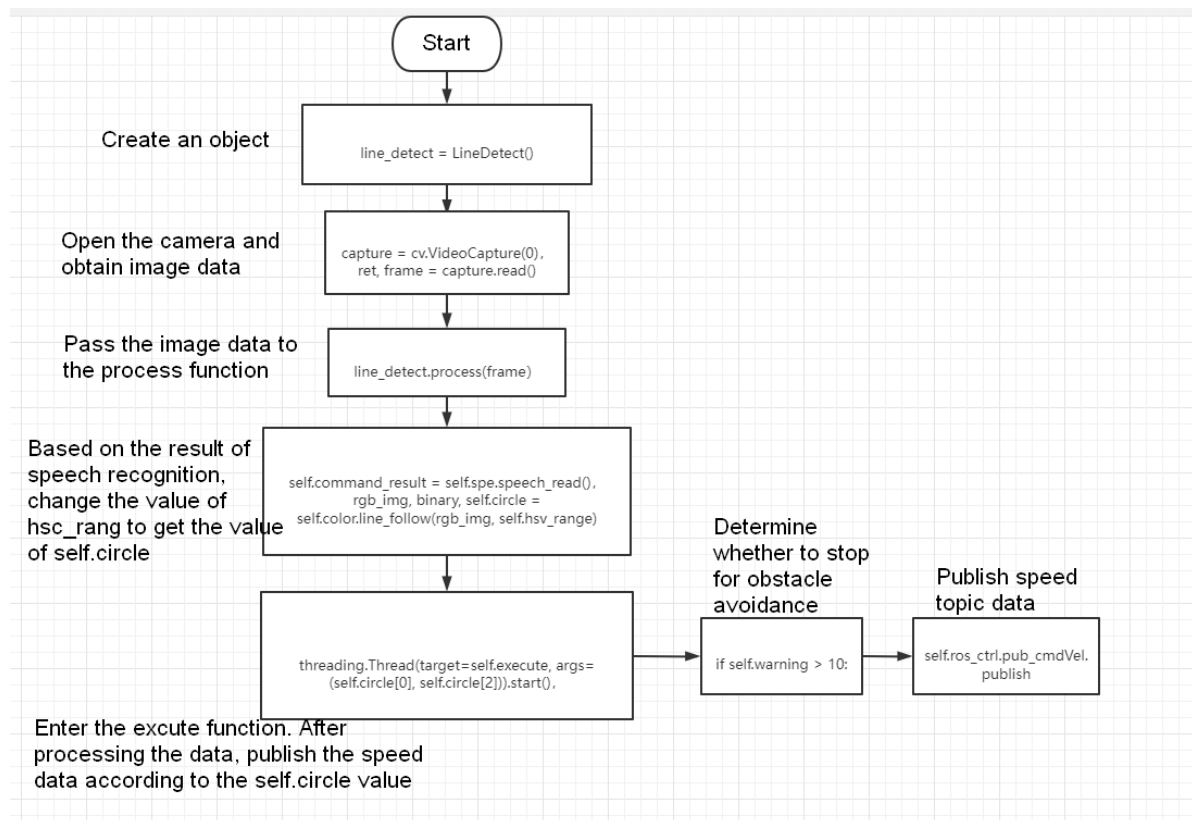 Start
Create an object
line_detect = LineDetect()
Open the camera and
obtain image data
capture = cv.VideoCapture(0),
ret, frame = capture.read()
Pass the image data to
the process function
line_detect.process(frame)
Based on the result of
speech recognition,
change the value of
hsc_rang to get the value
of self.circle
self.command_result = self.spe.speech_read(),
rgb_img, binary, self.circle =
self.color.line_follow(rgb_img, self.hsv_range)
threading.Thread(target=self.execute, args=
(self.circle[0], self.circle[2])).start(),
Enter the excute function. After
processing the data, publish the speed
data according to the self.circle value
Determine
whether to stop
for obstacle
avoidance
if self.warning > 10:
Publish speed
topic data
self.ros_ctrl.pub_cmdVel.
publish